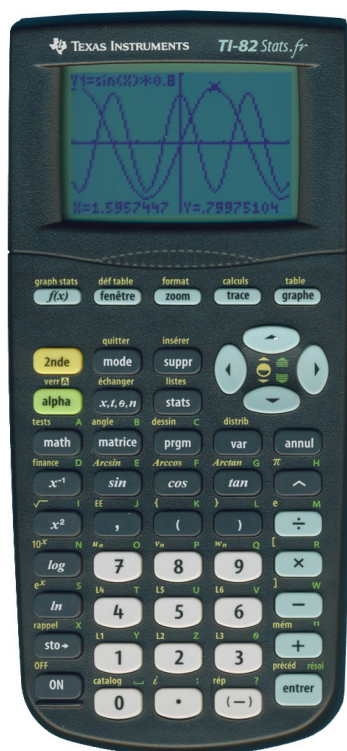 TEXAS INSTRUMENTS TI-82 Stats.fr
Y1=sin(X)*0.8
X=1.5957447 Y=.79975104
graph stats déf table format calculs table
f(x) fenêtre zoom trace graphe
quitter insérer
2nde mode suppr
verr A échanger listes
alpha x,t,θ,n stats
tests A angle B dessin C distrib
math matrice prgm var annul
finance D Arcsin E Arccos F Arctan G π H
x⁻¹ sin cos tan ^
√ I EE J { K } L e M
x² , ( ) ÷
10ˣ N uₙ O vₙ P wₙ Q [ R
log 7 8 9 ×
eˣ S L4 T L5 U L6 V ] W
ln 4 5 6 −
rappel X L1 Y L2 Z L3 θ mém "
sto→ 1 2 3 +
OFF catalog ⎵ i : rép ? précéd résol
ON 0 . (−) entrer